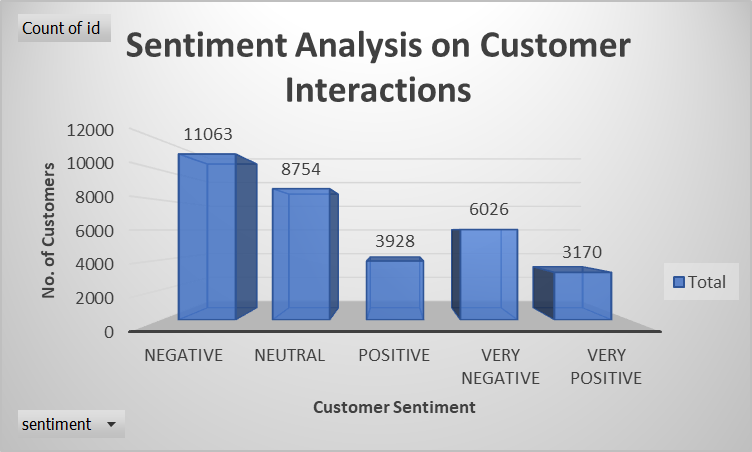 Count of id
Sentiment Analysis on Customer
Interactions
No. of Customers
12000
10000
8000
6000
4000
2000
0
11063
8754
3928
6026
3170
NEGATIVE
NEUTRAL
POSITIVE
VERY
NEGATIVE
VERY
POSITIVE
Customer Sentiment
Total
sentiment